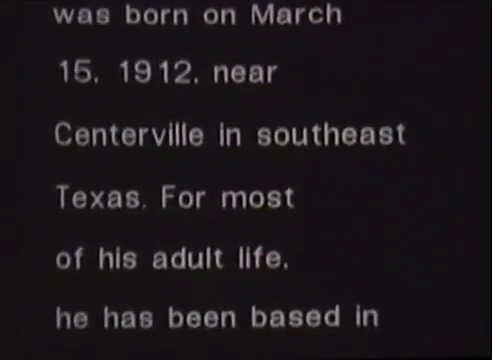 was born on March
15, 1912, near
Centerville in southeast
Texas. For most
of his adult life,
he has been based in